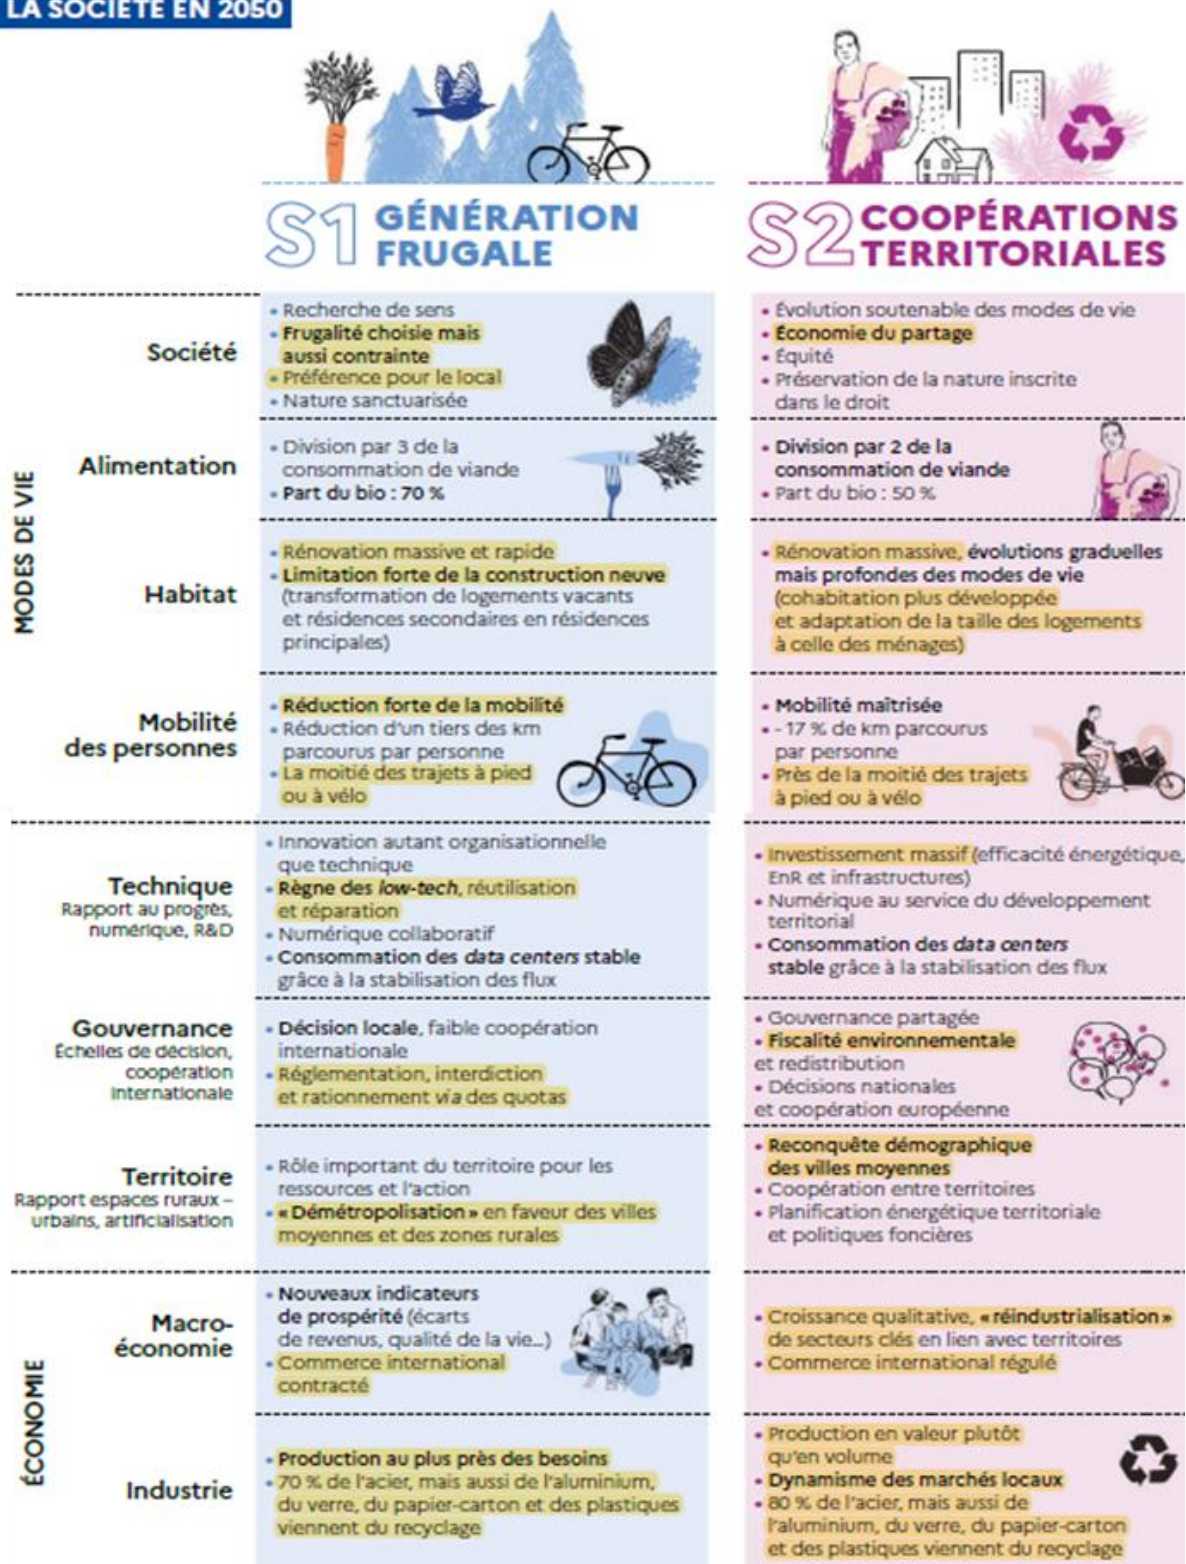 LA SOCIÉTÉ EN 2050
S1 GÉNÉRATION
FRUGALE
S2 COOPÉRATIONS
TERRITORIALES
MODES DE VIE
Société
• Recherche de sens
• Frugalité choisie mais
aussi contrainte
• Préférence pour le local
• Nature sanctuarisée
• Évolution soutenable des modes de vie
• Économie du partage
• Équité
• Préservation de la nature inscrite
dans le droit
Alimentation
• Division par 3 de la
consommation de viande
• Part du bio : 70 %
• Division par 2 de la
consommation de viande
• Part du bio : 50 %
Habitat
• Rénovation massive et rapide
• Limitation forte de la construction neuve
(transformation de logements vacants
et résidences secondaires en résidences
principales)
• Rénovation massive, évolutions graduelles
mais profondes des modes de vie
(cohabitation plus développée
et adaptation de la taille des logements
à celle des ménages)
Mobilité
des personnes
• Réduction forte de la mobilité
• Réduction d'un tiers des km
parcourus par personne
• La moitié des trajets à pied
ou à vélo
• Mobilité maîtrisée
• - 17 % de km parcourus
par personne
• Près de la moitié des trajets
à pied ou à vélo
Technique
Rapport au progrès,
numérique, R&D
• Innovation autant organisationnelle
que technique
• Règne des low-tech, réutilisation
et réparation
• Numérique collaboratif
• Consommation des data centers stable
grâce à la stabilisation des flux
• Investissement massif (efficacité énergétique,
EnR et infrastructures)
• Numérique au service du développement
territorial
• Consommation des data centers
stable grâce à la stabilisation des flux
Gouvernance
Échelles de décision,
coopération
internationale
• Décision locale, faible coopération
internationale
• Réglementation, interdiction
et rationnement via des quotas
• Gouvernance partagée
• Fiscalité environnementale
et redistribution
• Décisions nationales
et coopération européenne
Territoire
Rapport espaces ruraux –
urbains, artificialisation
• Rôle important du territoire pour les
ressources et l'action
• « Démétropolisation » en faveur des villes
moyennes et des zones rurales
• Reconquête démographique
des villes moyennes
• Coopération entre territoires
• Planification énergétique territoriale
et politiques foncières
ÉCONOMIE
Macro-
économie
• Nouveaux indicateurs
de prospérité (écarts
de revenus, qualité de la vie...)
• Commerce international
contracté
• Croissance qualitative, « réindustrialisation »
de secteurs clés en lien avec territoires
• Commerce international régulé
Industrie
• Production au plus près des besoins
• 70 % de l'acier, mais aussi de l'aluminium,
du verre, du papier-carton et des plastiques
viennent du recyclage
• Production en valeur plutôt
qu'en volume
• Dynamisme des marchés locaux
• 80 % de l'acier, mais aussi de
l'aluminium, du verre, du papier-carton
et des plastiques viennent du recyclage